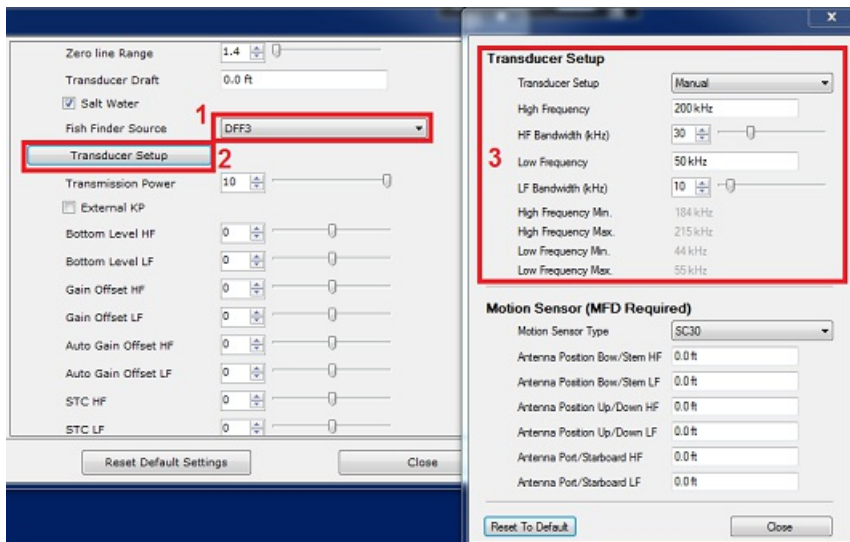 Zero line Range 1.4
Transducer Draft 0.0 ft
Salt Water
1
Fish Finder Source DFF3
Transducer Setup 2
Transmission Power 10
External KP
Bottom Level HF 0
Bottom Level LF 0
Gain Offset HF 0
Gain Offset LF 0
Auto Gain Offset HF 0
Auto Gain Offset LF 0
STC HF 0
STC LF 0
Reset Default Settings Close
x
Transducer Setup
Transducer Setup Manual
High Frequency 200 kHz
HF Bandwidth (kHz) 30
3
Low Frequency 50 kHz
LF Bandwidth (kHz) 10
High Frequency Min. 184 kHz
High Frequency Max. 215 kHz
Low Frequency Min. 44 kHz
Low Frequency Max. 55 kHz
Motion Sensor (MFD Required)
Motion Sensor Type SC30
Antenna Position Bow/Stern HF 0.0 ft
Antenna Position Bow/Stern LF 0.0 ft
Antenna Position Up/Down HF 0.0 ft
Antenna Position Up/Down LF 0.0 ft
Antenna Port/Starboard HF 0.0 ft
Antenna Port/Starboard LF 0.0 ft
Reset To Default Close